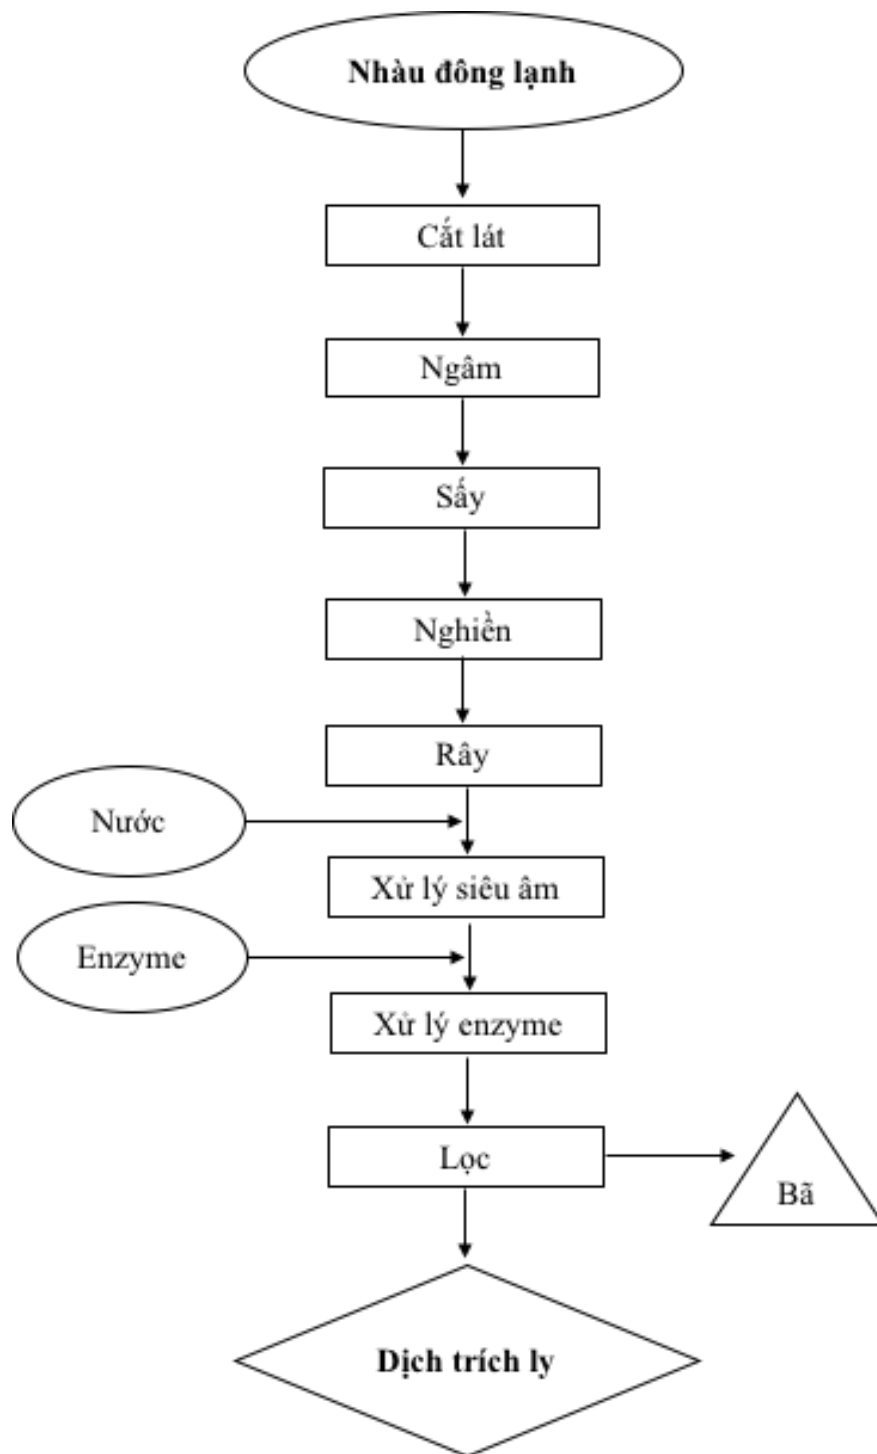 Nhàu đông lạnh
Cắt lát
Ngâm
Sấy
Nghiền
Rây
Nước
Xử lý siêu âm
Enzyme
Xử lý enzyme
Lọc
Bã
Dịch trích ly